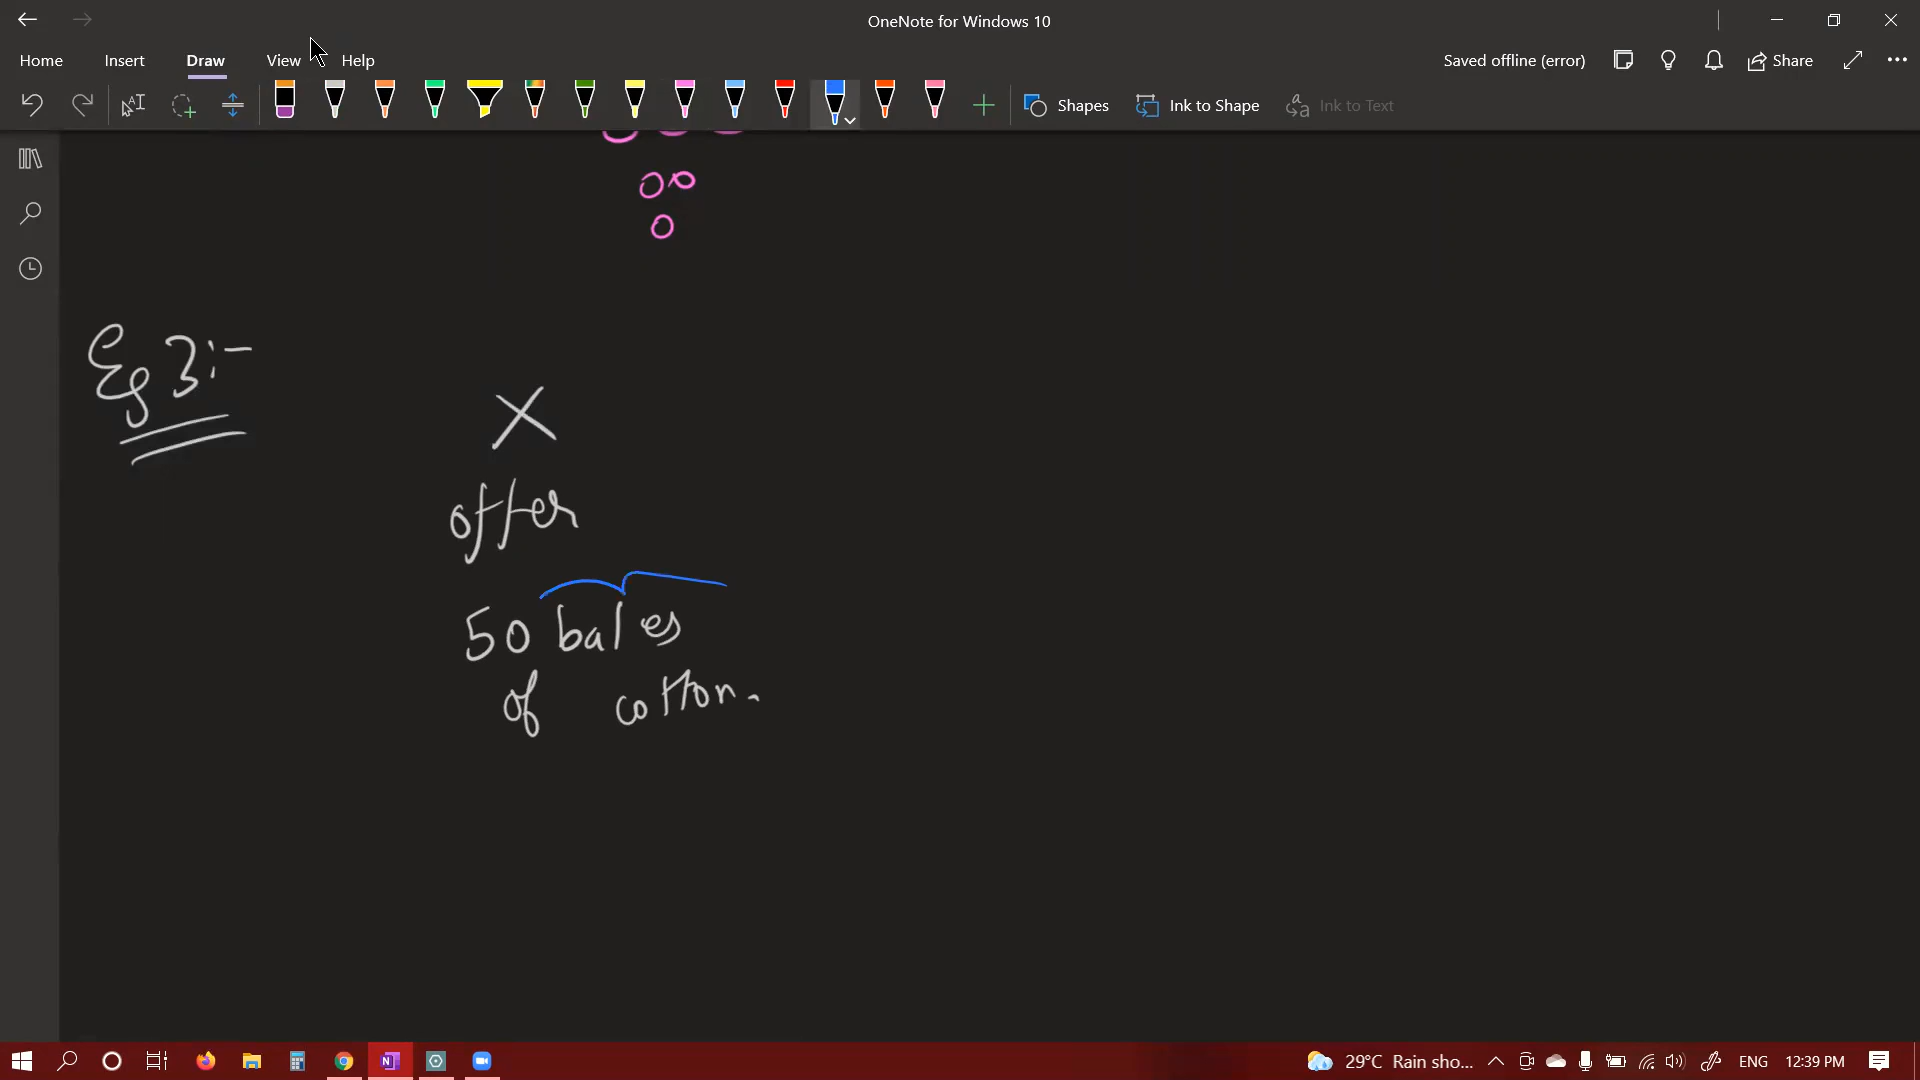 OneNote for Windows 10
Home Insert Draw View Help
Saved offline (error) Share
Shapes Ink to Shape Ink to Text
Eg 3:-
X
offer
50 bales
of cotton.
29°C Rain sho... ENG 12:39 PM